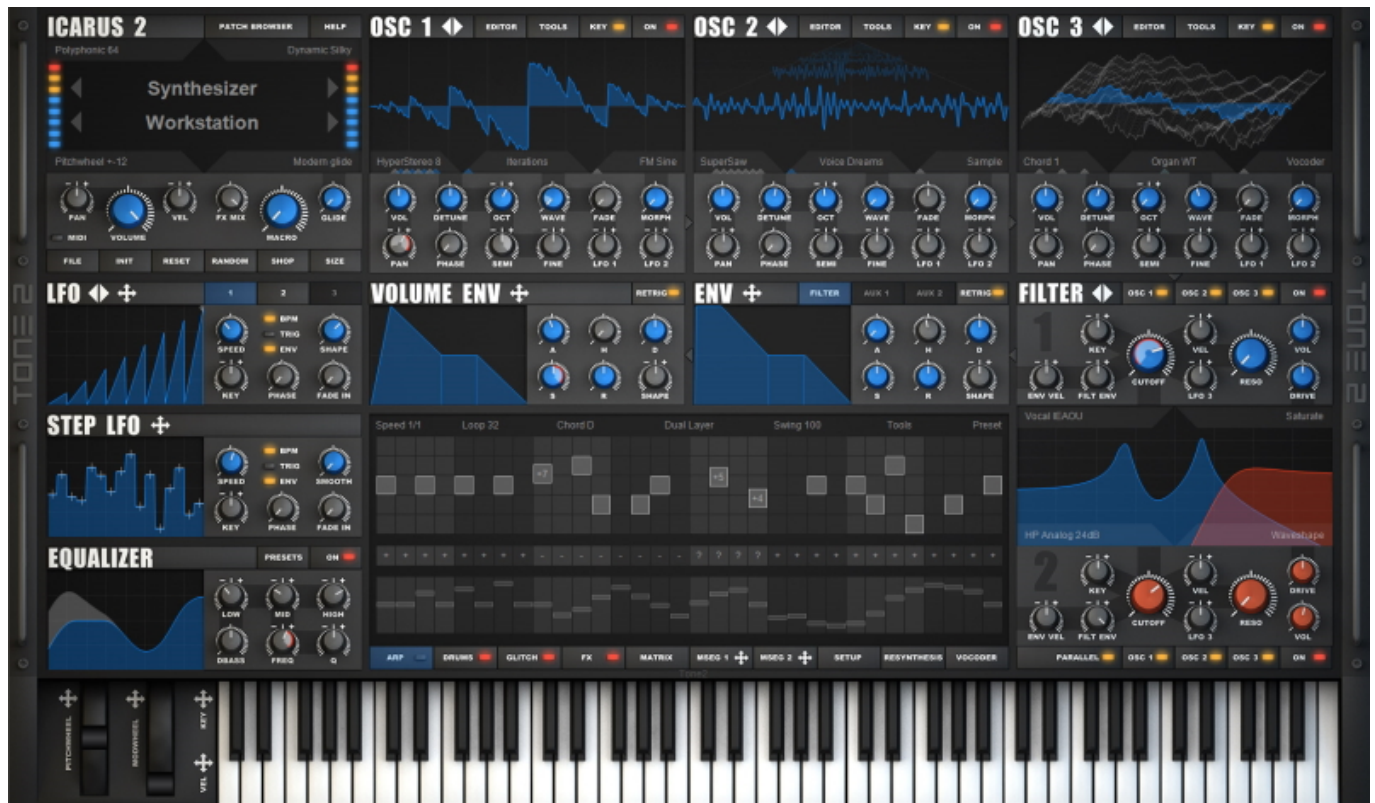 ICARUS 2 PATCH BROWSER HELP
Polyphonic 64 Dynamic Silky
Synthesizer
Workstation
Pitchwheel +-12 Modern glide
PAN VOLUME VEL FX MIX MACRO GLIDE
MIDI
FILE INIT RESET RANDOM SHOP SIZE
OSC 1 EDITOR TOOLS KEY ON
HyperStereo 8 Iterations FM Sine
VOL DETUNE OCT WAVE FADE MORPH
PAN PHASE SEMI FINE LFO 1 LFO 2
OSC 2 EDITOR TOOLS KEY ON
SuperSaw Voice Dreams Sample
VOL DETUNE OCT WAVE FADE MORPH
PAN PHASE SEMI FINE LFO 1 LFO 2
OSC 3 EDITOR TOOLS KEY ON
Chord 1 Organ WT Vocoder
VOL DETUNE OCT WAVE FADE MORPH
PAN PHASE SEMI FINE LFO 1 LFO 2
LFO 1 2 3
BPM
TRIG
ENV
SPEED SHAPE
KEY PHASE FADE IN
VOLUME ENV RETRIG
A H D
S R SHAPE
ENV FILTER AUX 1 AUX 2 RETRIG
A H D
S R SHAPE
FILTER OSC 1 OSC 2 OSC 3 ON
1
KEY CUTOFF VEL RESO VOL
ENV VEL FILT ENV LFO 3 DRIVE
Vocal IEAOU Saturate
HP Analog 24dB Waveshape
2
KEY CUTOFF VEL RESO DRIVE
ENV VEL FILT ENV LFO 3 VOL
PARALLEL OSC 1 OSC 2 OSC 3 ON
STEP LFO
BPM
TRIG
ENV
SPEED SMOOTH
KEY PHASE FADE IN
EQUALIZER PRESETS ON
LOW MID HIGH
DBASS FREQ Q
Speed 1/1 Loop 32 Chord D Dual Layer Swing 100 Tools Preset
+7 +5 +4
+ + + + + + + + - - - - - - - - ? ? ? ? + + + + + + + + + + + +
ARP DRUMS GLITCH FX MATRIX MSEG 1 MSEG 2 SETUP RESYNTHESIS VOCODER
Tone2
TONE 2
TONE 2
PITCHWHEEL
MODWHEEL
KEY
VEL